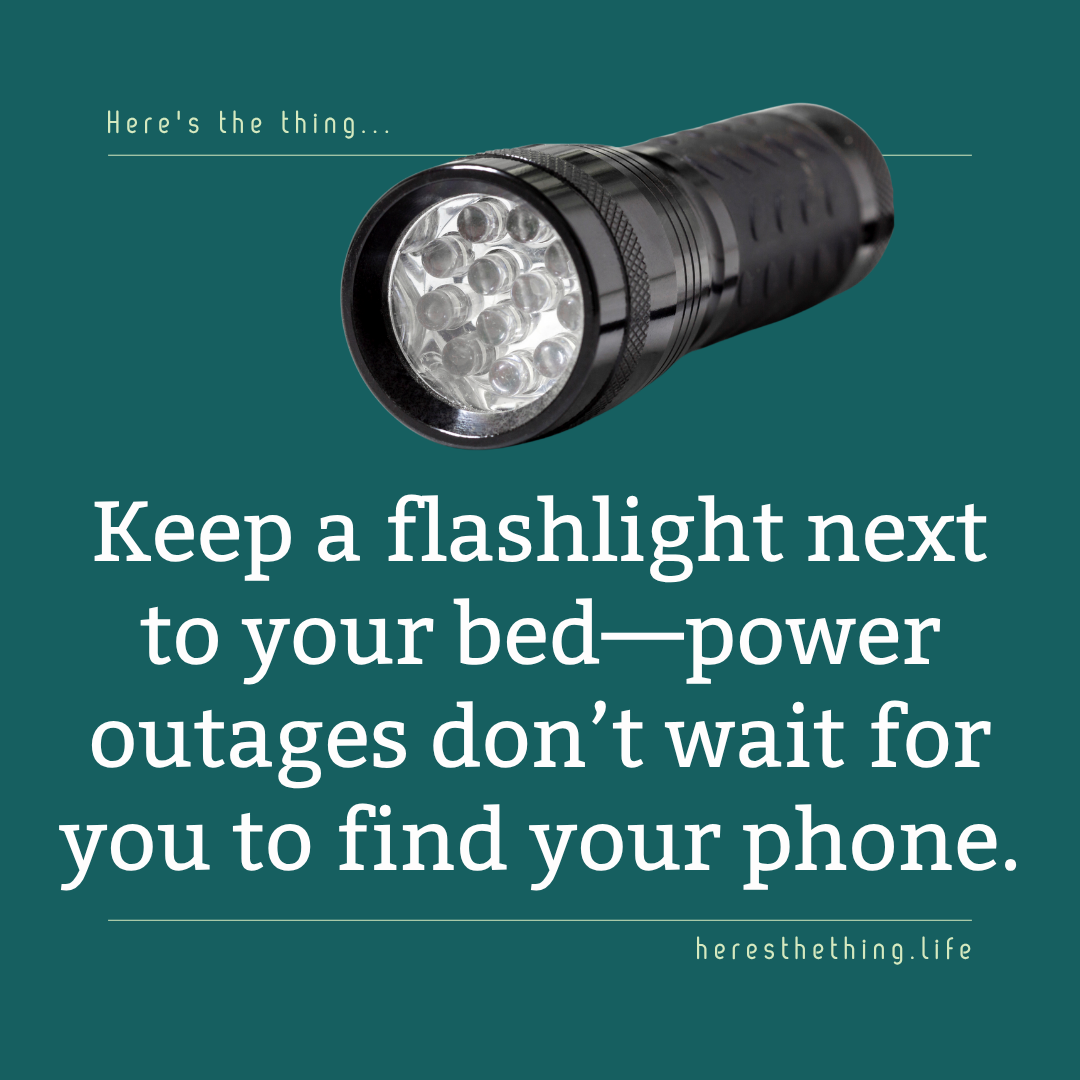 Here's the thing...
Keep a flashlight next
to your bed—power
outages don’t wait for
you to find your phone.
heresthething.life